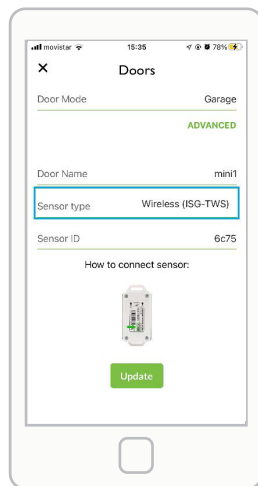 movistar 15:35 78%
× Doors
Door Mode Garage
ADVANCED
Door Name mini1
Sensor type Wireless (ISG-TWS)
Sensor ID 6c75
How to connect sensor:
Update